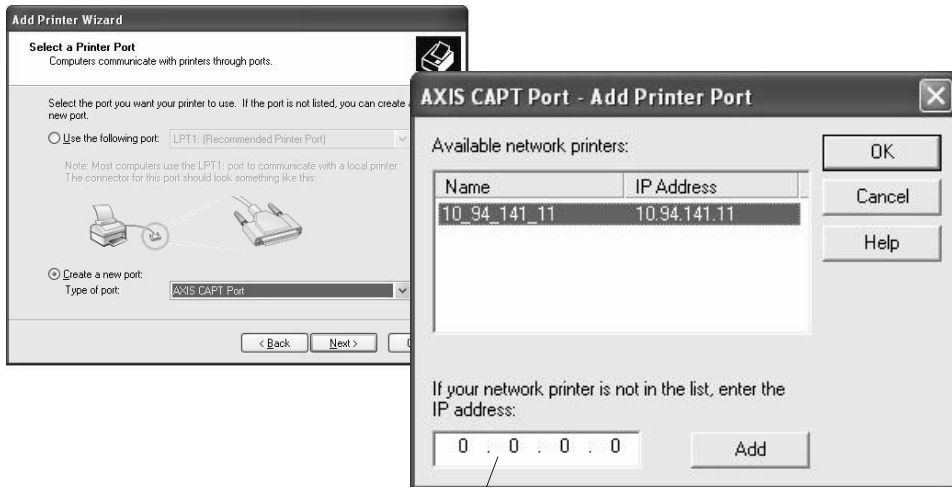 Add Printer Wizard
Select a Printer Port
Computers communicate with printers through ports.
Select the port you want your printer to use. If the port is not listed, you can create
new port.
Use the following port:
LPT1: (Recommended Printer Port)
Note: Most computers use the LPT1: port to communicate with a local printer.
The connector for this port should look something like this:
Create a new port:
Type of port:
AXIS CAPT Port
< Back
Next >
AXIS CAPT Port - Add Printer Port
Available network printers:
Name IP Address
10_94_141_11 10.94.141.11
OK
Cancel
Help
If your network printer is not in the list, enter the
IP address:
0 . 0 . 0 . 0
Add